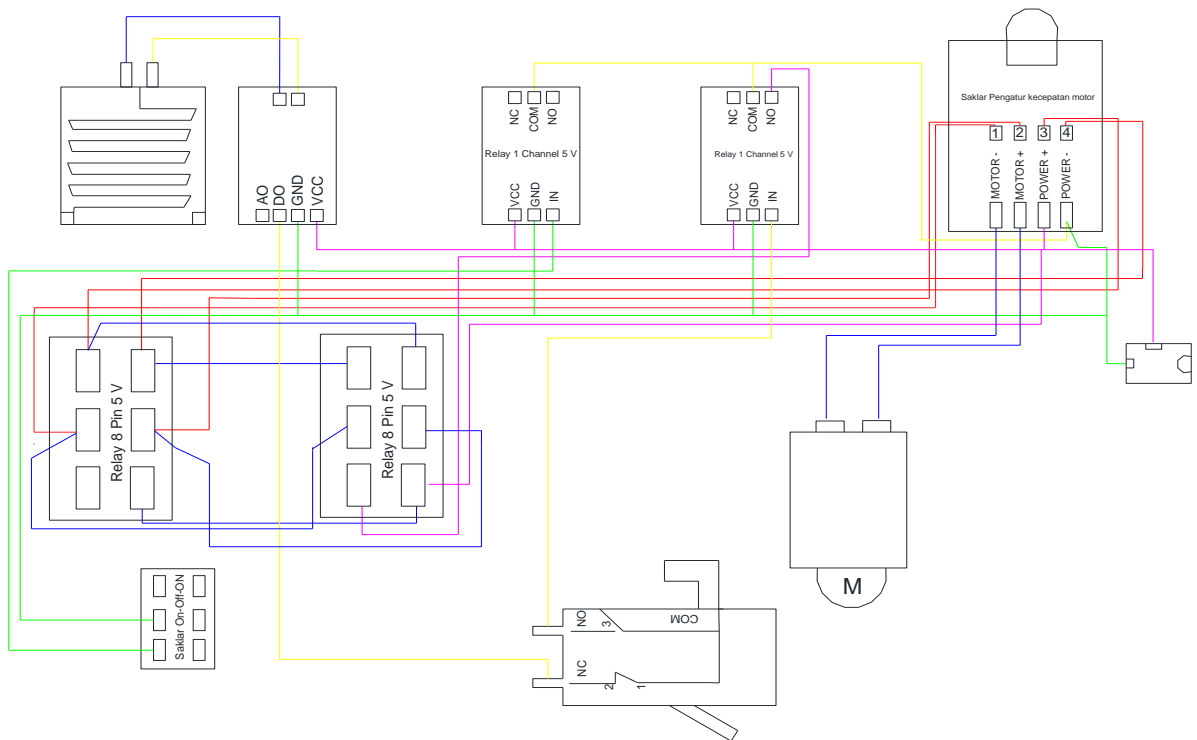 AO
DO
GND
VCC
NC
COM
NO
Relay 1 Channel 5 V
VCC
GND
IN
NC
COM
NO
Relay 1 Channel 5 V
VCC
GND
IN
Saklar Pengatur kecepatan motor
1
2
3
4
MOTOR -
MOTOR +
POWER +
POWER -
Relay 8 Pin 5 V
Relay 8 Pin 5 V
Saklar On-Off-ON
NO
3
COM
NC
2
1
M